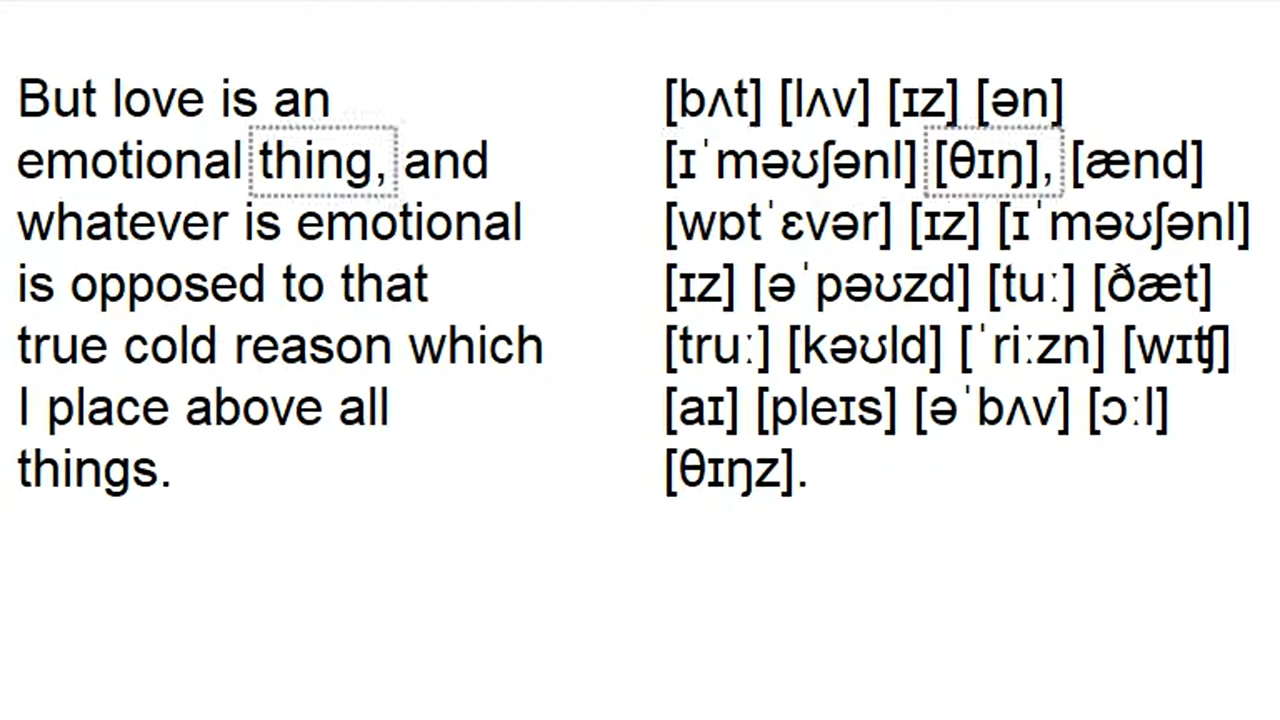 But love is an
emotional thing, and
whatever is emotional
is opposed to that
true cold reason which
I place above all
things.
[bʌt] [lʌv] [ɪz] [ən]
[ɪˈməʊʃənl] [θɪŋ], [ænd]
[wɒtˈɛvər] [ɪz] [ɪˈməʊʃənl]
[ɪz] [əˈpəʊzd] [tuː] [ðæt]
[truː] [kəʊld] [ˈriːzn] [wɪʧ]
[aɪ] [pleɪs] [əˈbʌv] [ɔːl]
[θɪŋz].